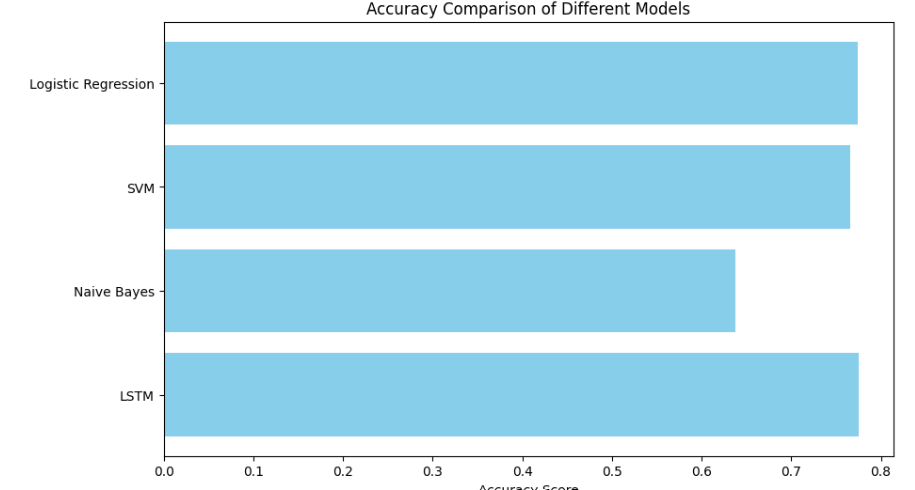 Accuracy Comparison of Different Models
Logistic Regression
SVM
Naive Bayes
LSTM
0.0 0.1 0.2 0.3 0.4 0.5 0.6 0.7 0.8
Accuracy Score